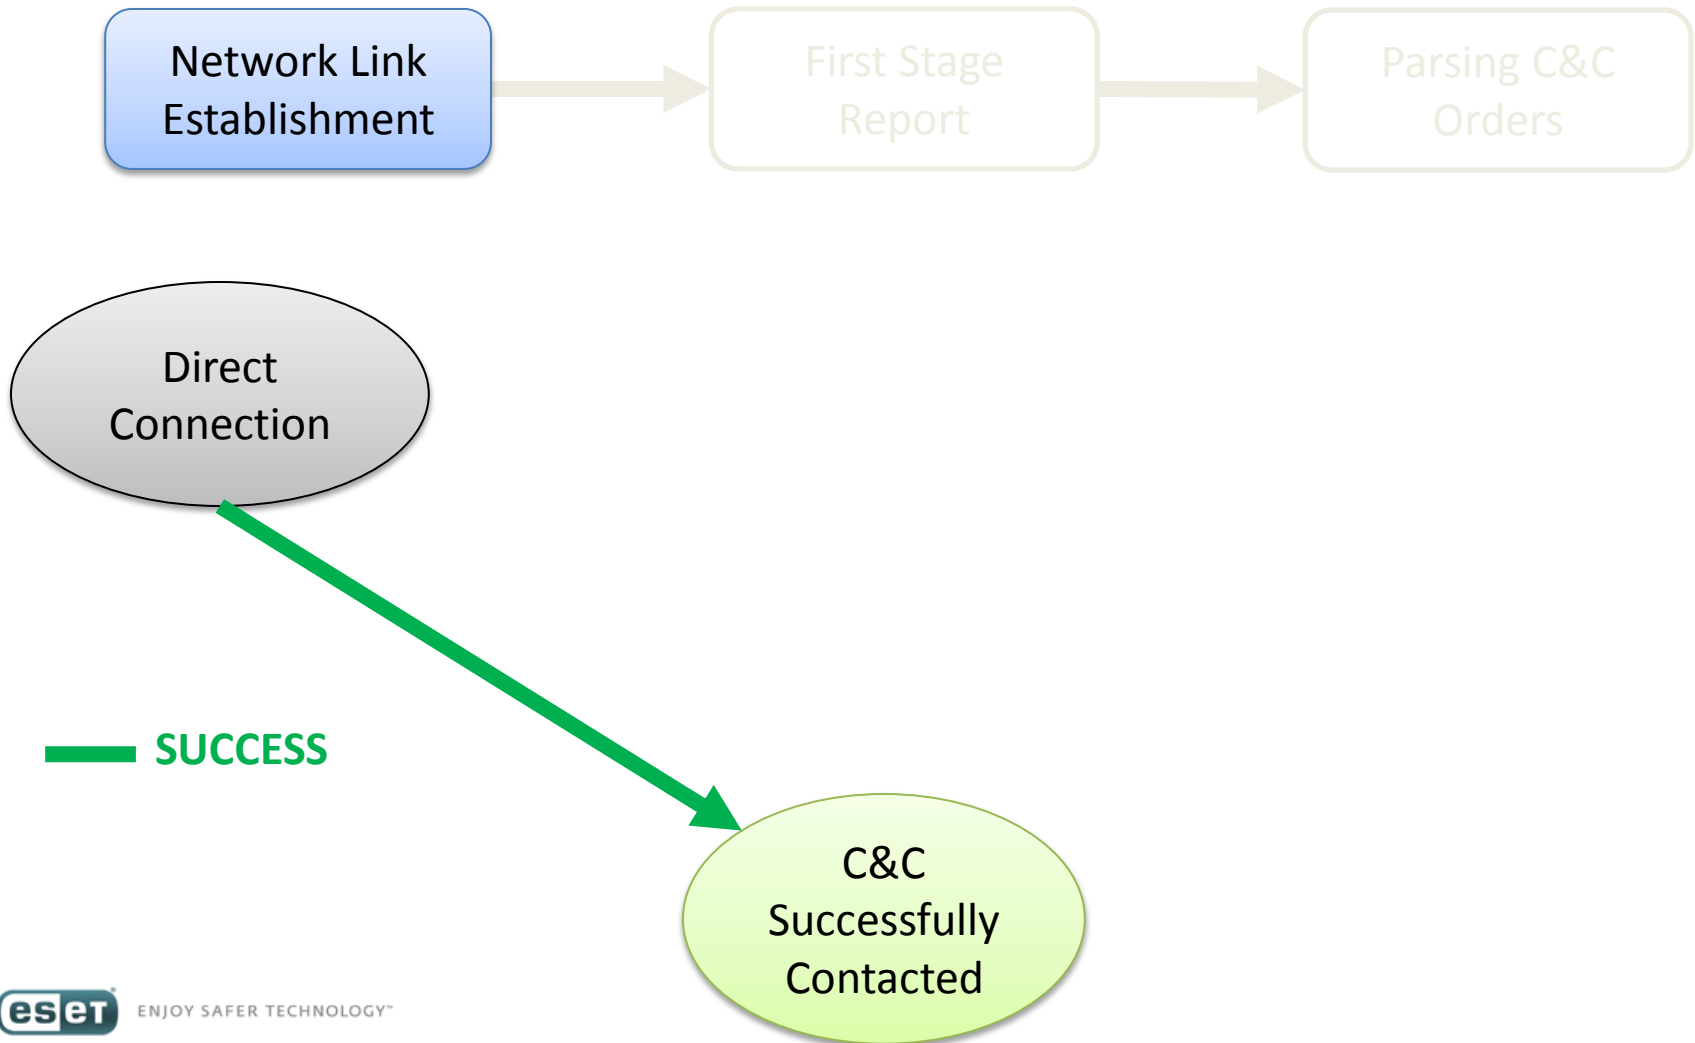 Network Link
Establishment
First Stage
Report
Parsing C&C
Orders
Direct
Connection
SUCCESS
C&C
Successfully
Contacted
eseT ENJOY SAFER TECHNOLOGY™